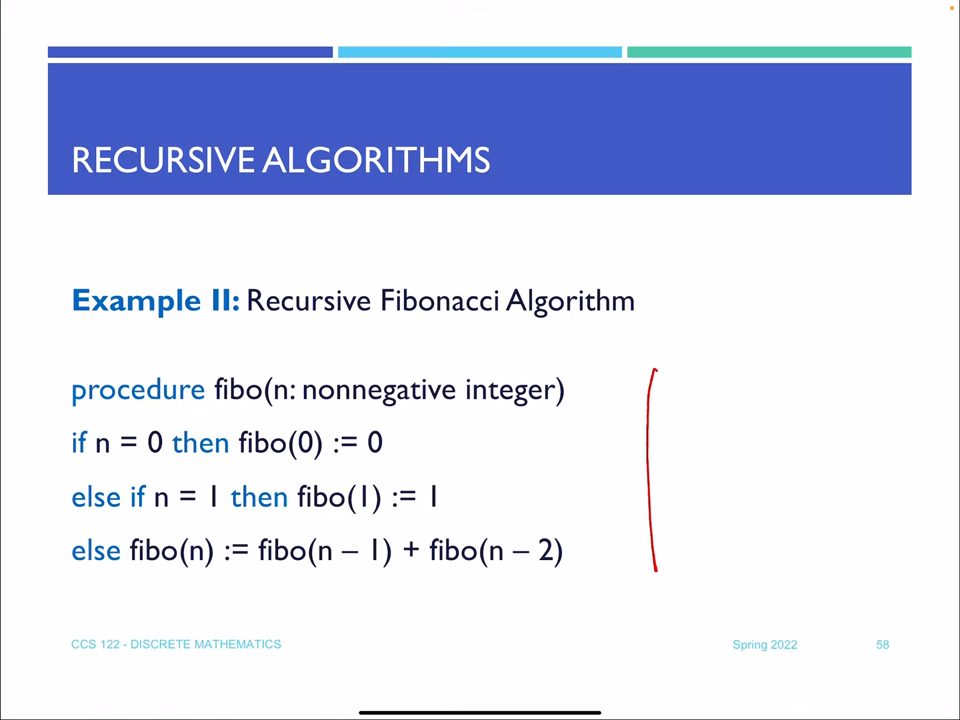 RECURSIVE ALGORITHMS
Example II: Recursive Fibonacci Algorithm
procedure fibo(n: nonnegative integer)
if n = 0 then fibo(0) := 0
else if n = 1 then fibo(1) := 1
else fibo(n) := fibo(n – 1) + fibo(n – 2)
CCS 122 - DISCRETE MATHEMATICS Spring 2022 58